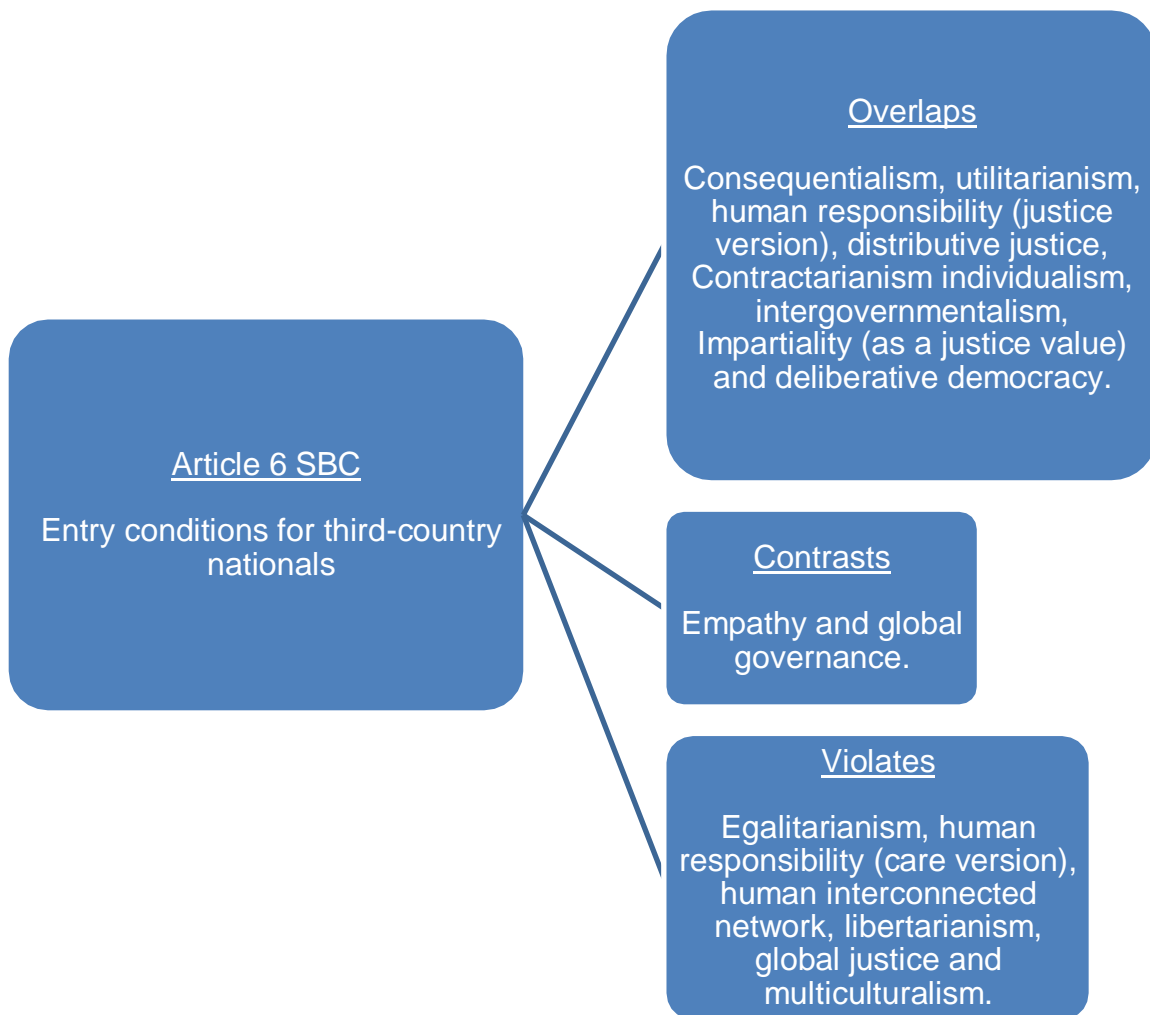 Article 6 SBC
Entry conditions for third-country
nationals
Overlaps
Consequentialism, utilitarianism,
human responsibility (justice
version), distributive justice,
Contractarianism individualism,
intergovernmentalism,
Impartiality (as a justice value)
and deliberative democracy.
Contrasts
Empathy and global
governance.
Violates
Egalitarianism, human
responsibility (care version),
human interconnected
network, libertarianism,
global justice and
multiculturalism.